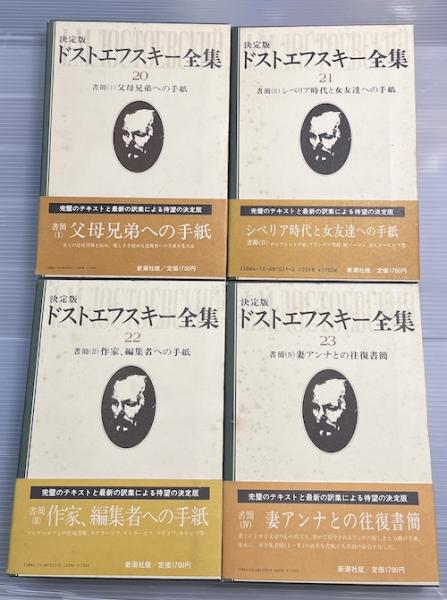 決定版
ドストエフスキー全集
20
書簡(I)父母兄弟への手紙
完璧のテキストと最新の訳業による待望の決定版
書簡(I)父母兄弟への手紙
新潮社版/定価1700円
決定版
ドストエフスキー全集
21
書簡(II)シベリア時代と女友達への手紙
完璧のテキストと最新の訳業による待望の決定版
シベリア時代と女友達への手紙
書簡(II)
新潮社版/定価1700円
決定版
ドストエフスキー全集
22
書簡(III)作家、編集者への手紙
完璧のテキストと最新の訳業による待望の決定版
書簡(III)作家、編集者への手紙
新潮社版/定価1700円
決定版
ドストエフスキー全集
23
書簡(IV)妻アンナとの往復書簡
完璧のテキストと最新の訳業による待望の決定版
書簡(IV)妻アンナとの往復書簡
新潮社版/定価1700円